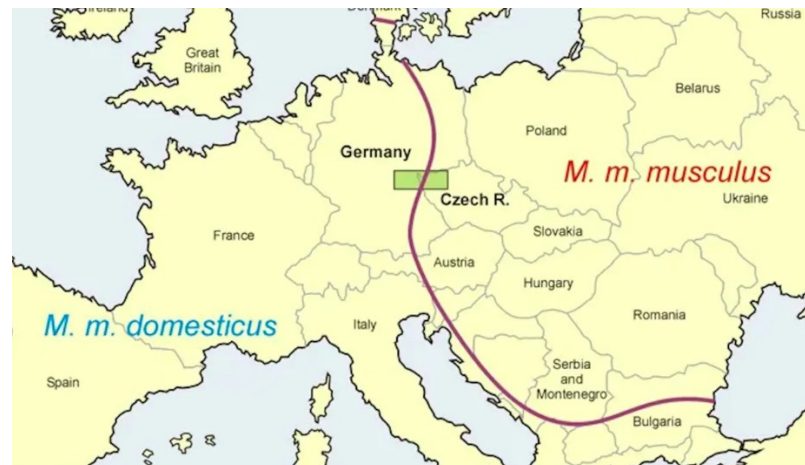 Denmark
Russia
Great
Britain
Belarus
Poland
Germany
M. m. musculus
Czech R.
Ukraine
Slovakia
France
Austria
Hungary
Romania
M. m. domesticus
Italy
Serbia
and
Montenegro
Spain
Bulgaria